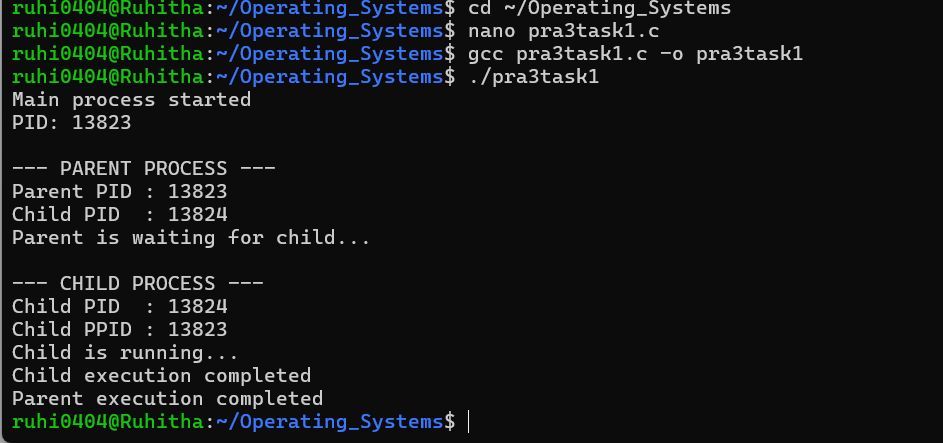 ruhi0404@Ruhitha:~/Operating_Systems$ cd ~/Operating_Systems
ruhi0404@Ruhitha:~/Operating_Systems$ nano pra3task1.c
ruhi0404@Ruhitha:~/Operating_Systems$ gcc pra3task1.c -o pra3task1
ruhi0404@Ruhitha:~/Operating_Systems$ ./pra3task1
Main process started
PID: 13823
--- PARENT PROCESS ---
Parent PID : 13823
Child PID  : 13824
Parent is waiting for child...
--- CHILD PROCESS ---
Child PID  : 13824
Child PPID : 13823
Child is running...
Child execution completed
Parent execution completed
ruhi0404@Ruhitha:~/Operating_Systems$